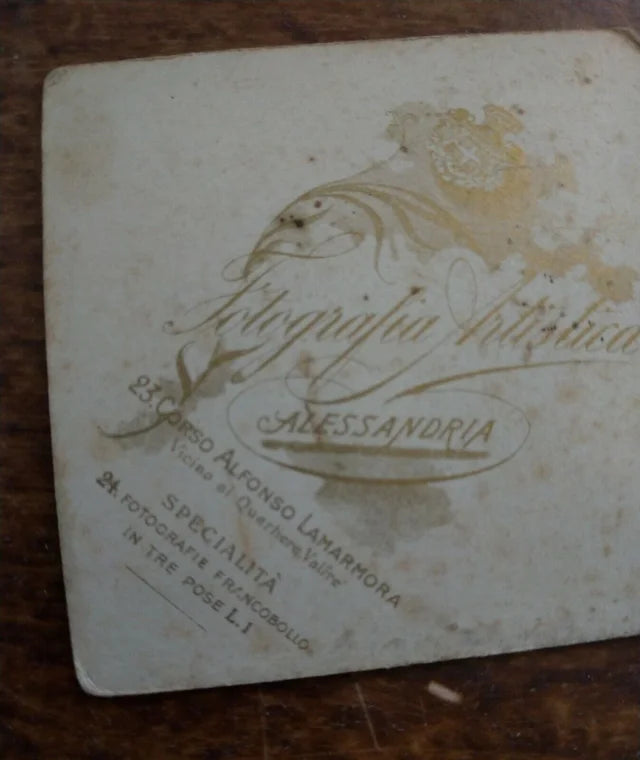 Fotografia Artistica
ALESSANDRIA
23. CORSO ALFONSO LAMARMORA
Vicino al Quartiere Valfrè
SPECIALITÀ
24. FOTOGRAFIE FRANCOBOLLO
IN TRE POSE L.1